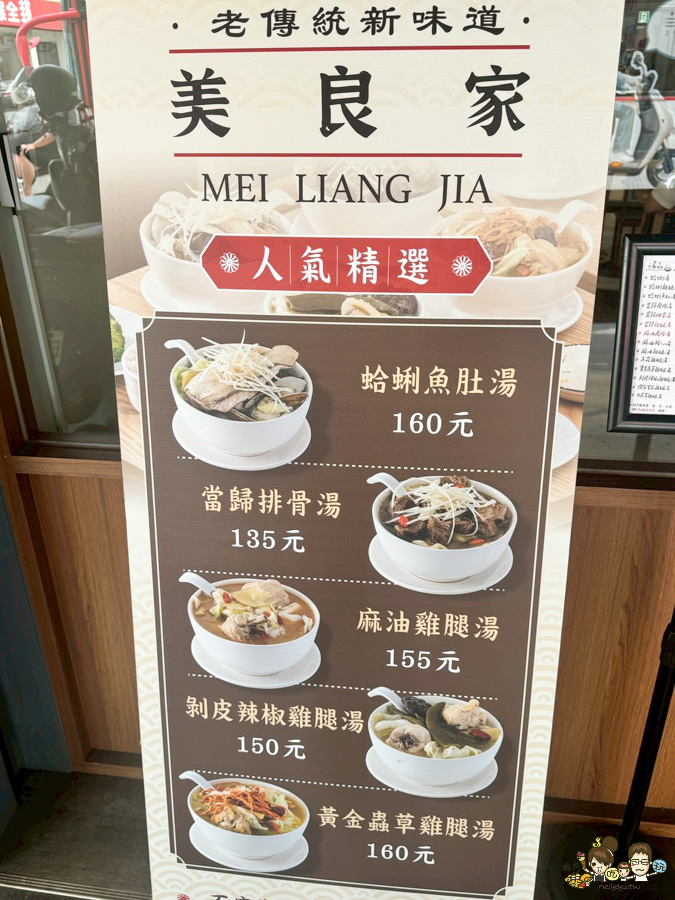 ·老傳統新味道·
美良家
MEI LIANG JIA
人氣精選
蛤蜊魚肚湯
160元
當歸排骨湯
135元
麻油雞腿湯
155元
剝皮辣椒雞腿湯
150元
黃金蟲草雞腿湯
160元